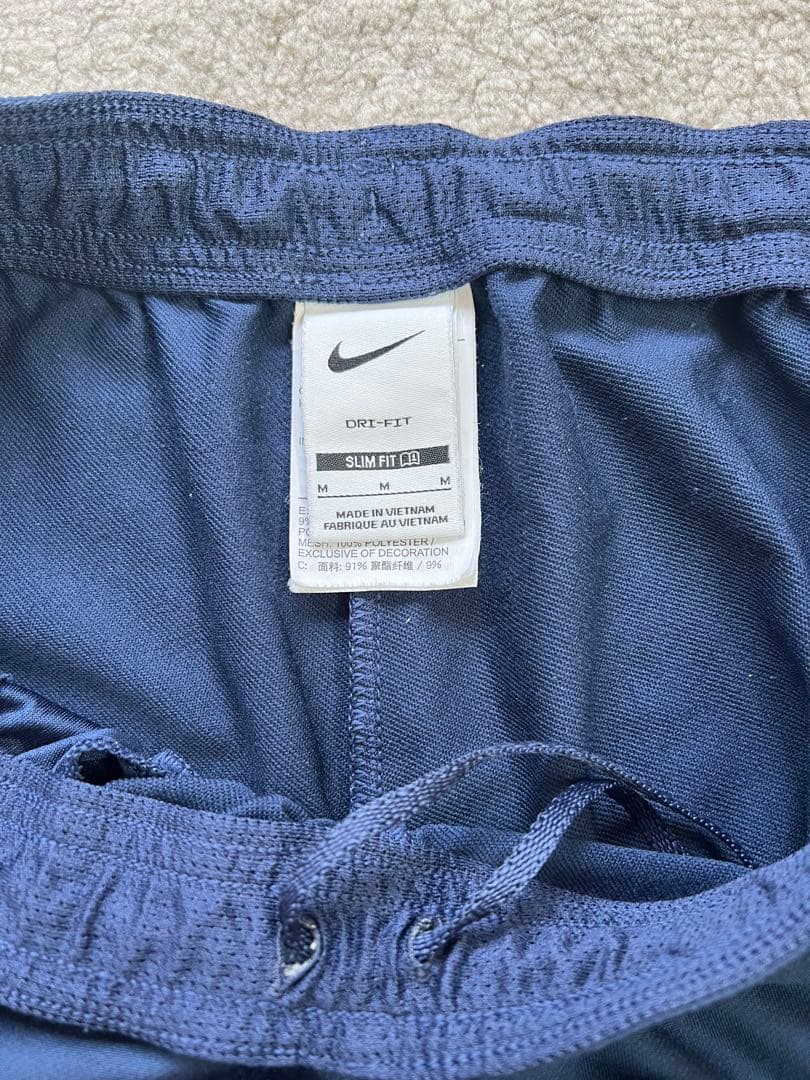 DRI-FIT
SLIM FIT
M M M
MADE IN VIETNAM
FABRIQUE AU VIETNAM
MESH: 100% POLYESTER /
EXCLUSIVE OF DECORATION
C: 面料: 91% 聚酯纤维 / 9%